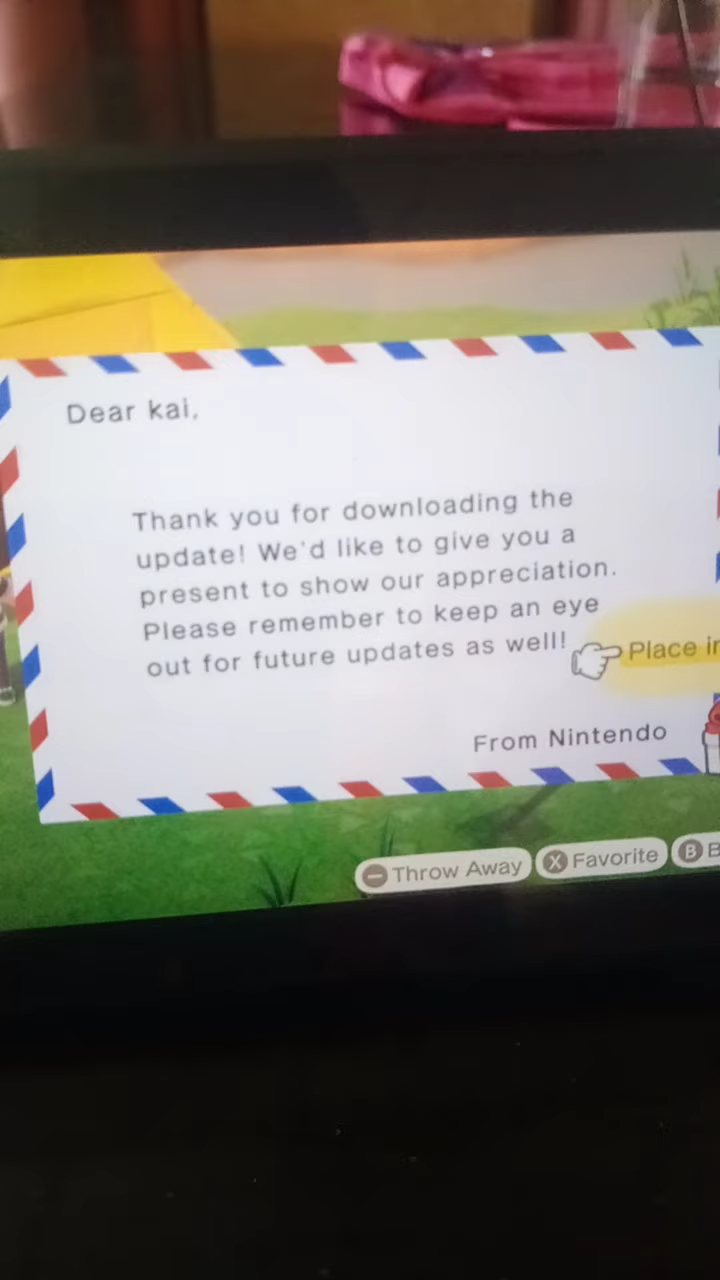 Dear kai,
Thank you for downloading the
update! We'd like to give you a
present to show our appreciation.
Please remember to keep an eye
out for future updates as well!
Place
From Nintendo
Throw Away
X Favorite
B